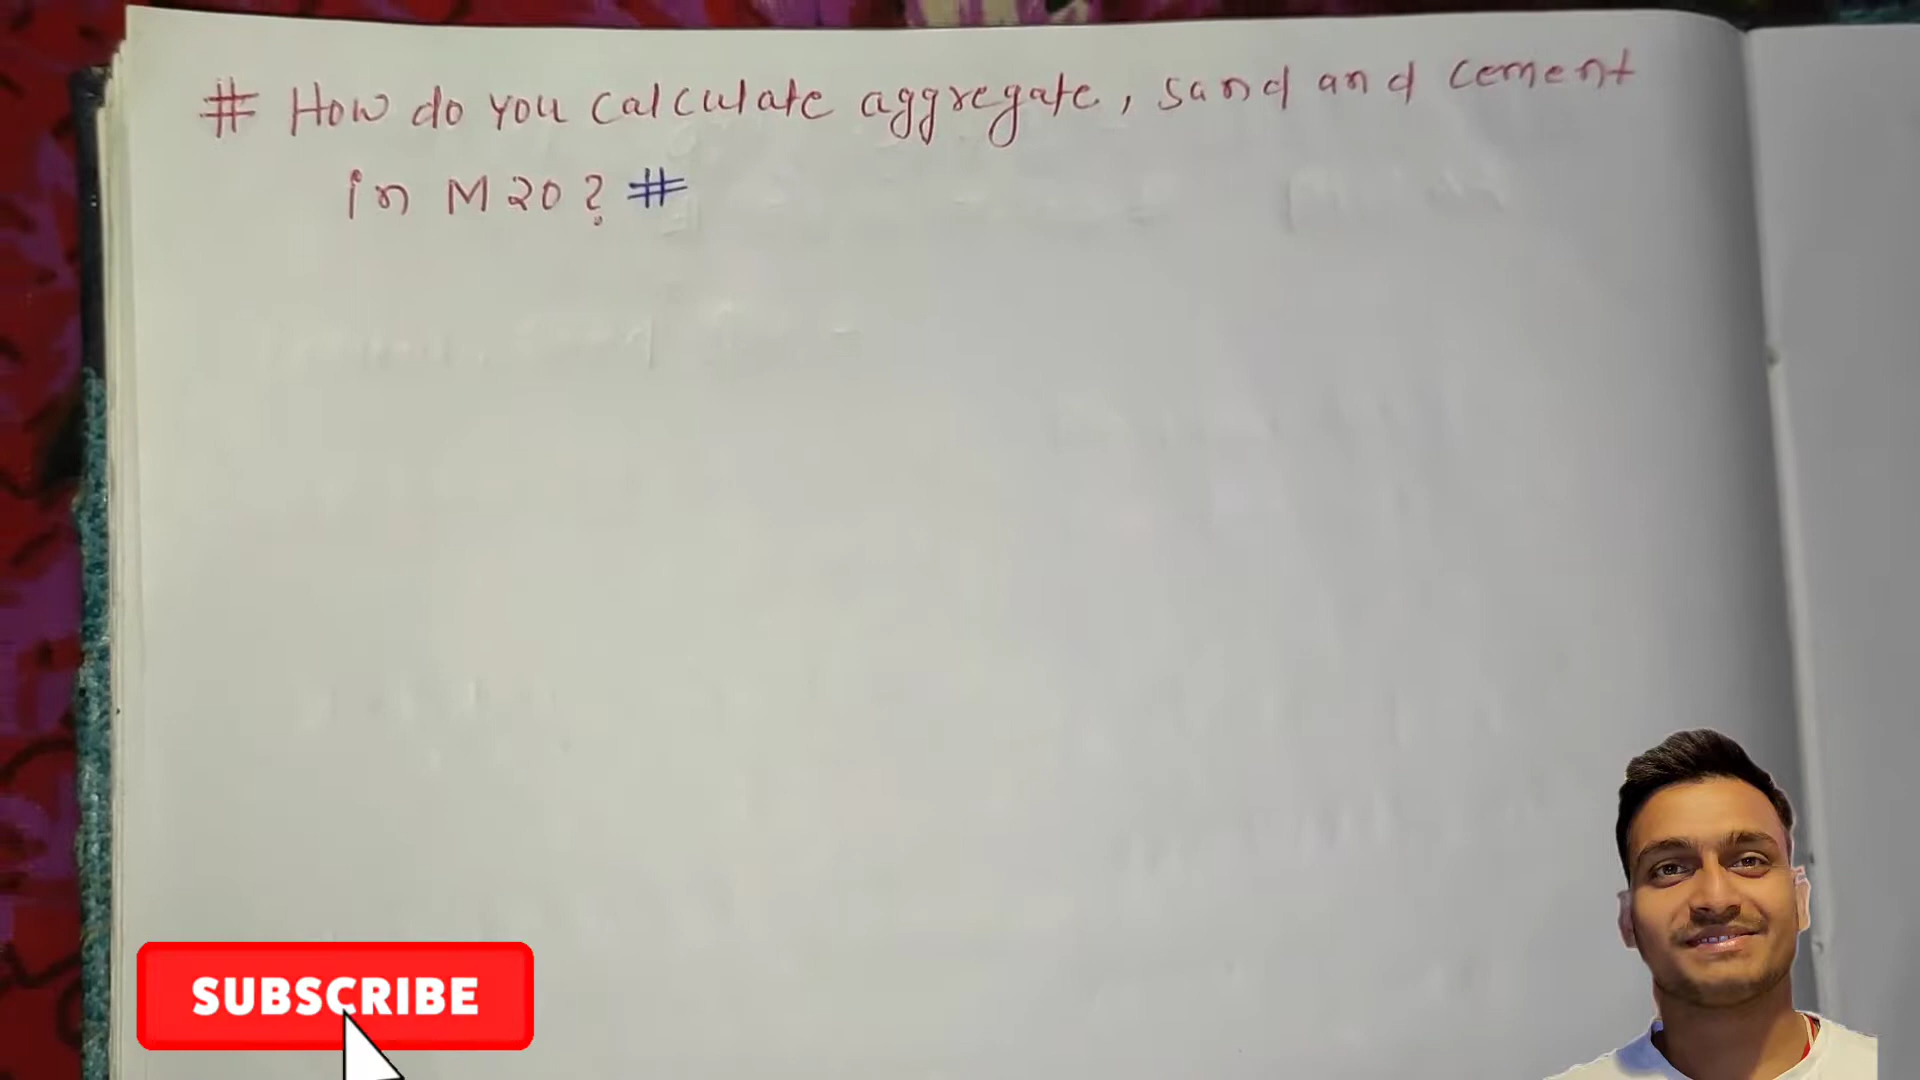 # How do you calculate aggregate, sand and cement
in M20? #
SUBSCRIBE